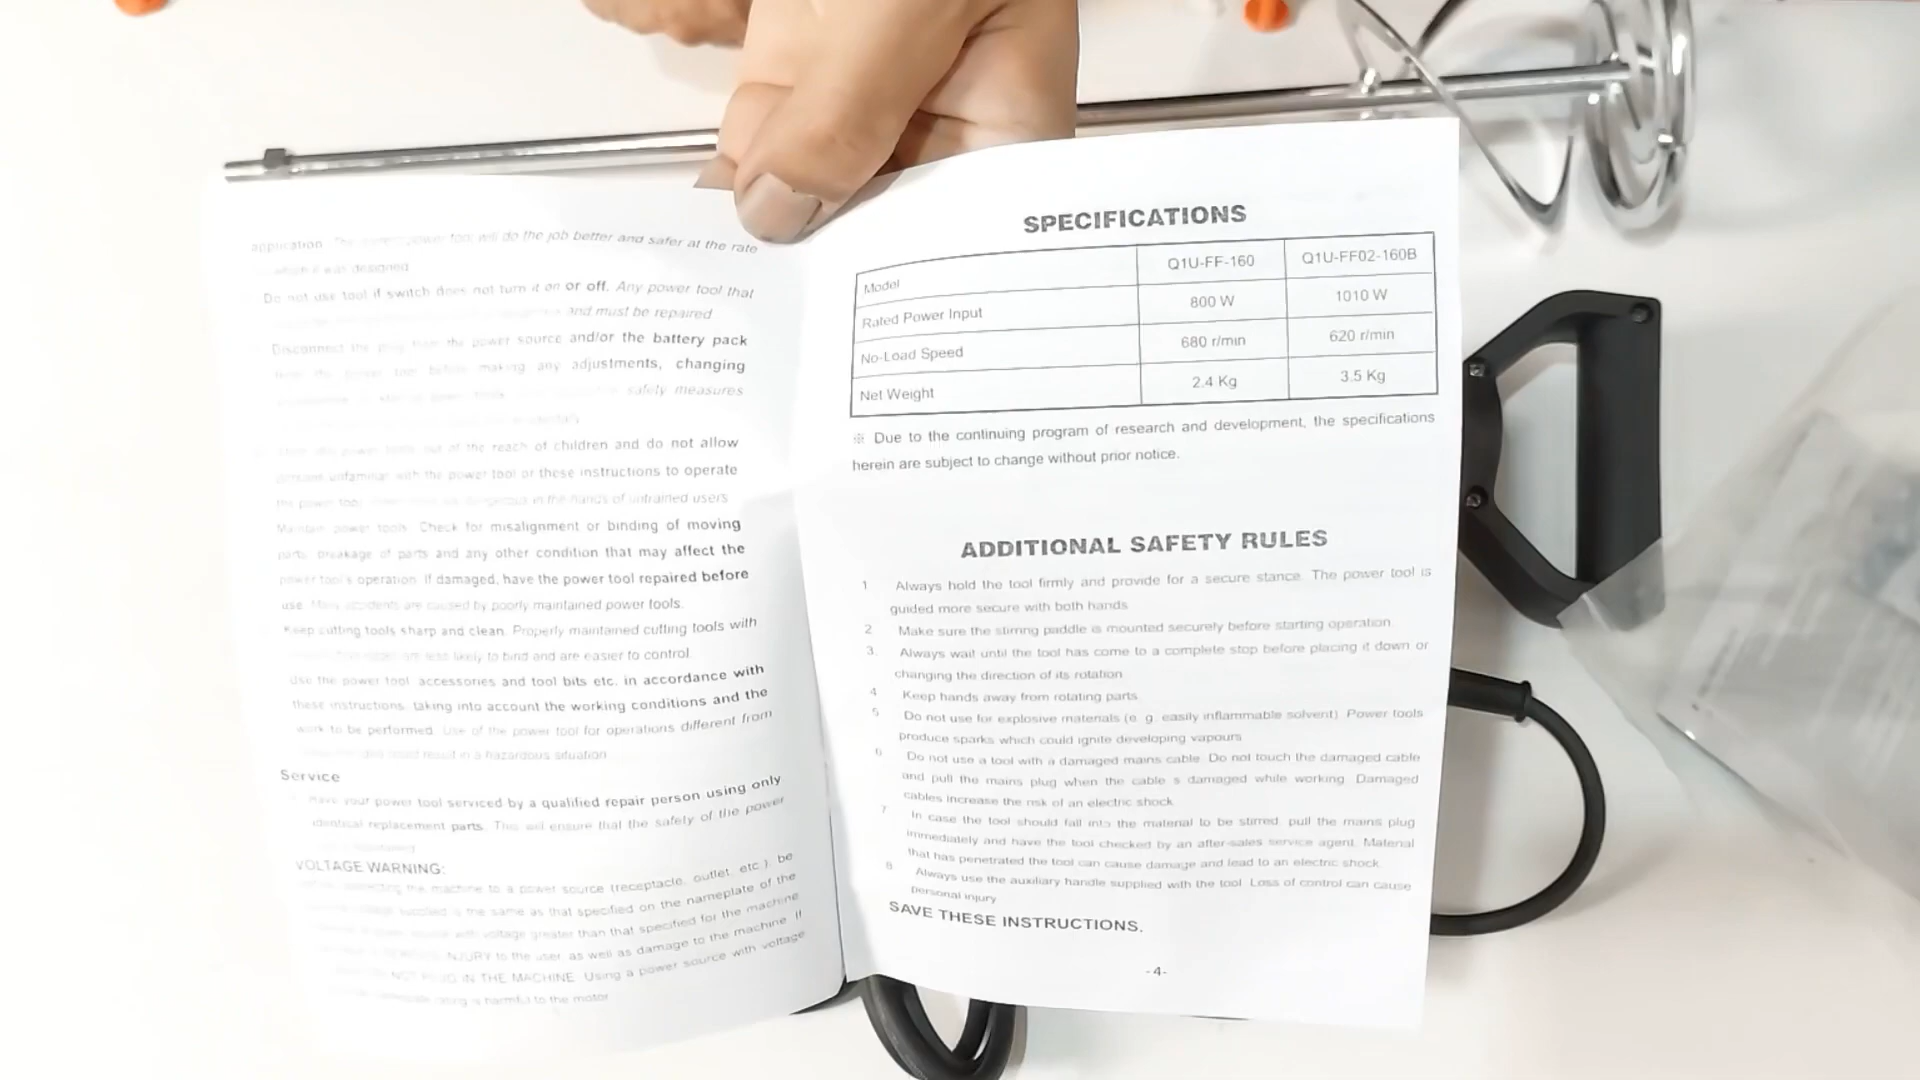 application. The correct power tool will do the job better and safer at the rate
which it was designed
Do not use tool if switch does not turn it on or off. Any power tool that
and must be repaired
Disconnect the plug from the power source and/or the battery pack
from the power tool before making any adjustments, changing
safety measures
out of the reach of children and do not allow
persons unfamiliar with the power tool or these instructions to operate
the power tool in the hands of untrained users
Maintain power tools. Check for misalignment or binding of moving
parts, breakage of parts and any other condition that may affect the
power tool's operation. If damaged, have the power tool repaired before
use. Many accidents are caused by poorly maintained power tools.
Keep cutting tools sharp and clean. Properly maintained cutting tools with
are less likely to bind and are easier to control
Use the power tool, accessories and tool bits etc. in accordance with
these instructions, taking into account the working conditions and the
work to be performed. Use of the power tool for operations different from
result in a hazardous situation
Service
Have your power tool serviced by a qualified repair person using only
identical replacement parts. This will ensure that the safety of the power
VOLTAGE WARNING:
connecting the machine to a power source (receptacle, outlet, etc.), be
supplied is the same as that specified on the nameplate of the
with voltage greater than that specified for the machine
INJURY to the user, as well as damage to the machine. If
NOT PLUG IN THE MACHINE. Using a power source with voltage
is harmful to the motor
SPECIFICATIONS
Model Q1U-FF-160 Q1U-FF02-160B
Rated Power Input 800 W 1010 W
No-Load Speed 680 r/min 620 r/min
Net Weight 2.4 Kg 3.5 Kg
※ Due to the continuing program of research and development, the specifications
herein are subject to change without prior notice.
ADDITIONAL SAFETY RULES
1 Always hold the tool firmly and provide for a secure stance. The power tool is
guided more secure with both hands
2 Make sure the stirring paddle is mounted securely before starting operation.
3. Always wait until the tool has come to a complete stop before placing it down or
changing the direction of its rotation
4 Keep hands away from rotating parts
5 Do not use for explosive materials (e. g. easily inflammable solvent). Power tools
produce sparks which could ignite developing vapours
6 Do not use a tool with a damaged mains cable. Do not touch the damaged cable
and pull the mains plug when the cable s damaged while working. Damaged
cables increase the risk of an electric shock
7 In case the tool should fall into the material to be stirred, pull the mains plug
immediately and have the tool checked by an after-sales service agent. Material
that has penetrated the tool can cause damage and lead to an electric shock.
8 Always use the auxiliary handle supplied with the tool. Loss of control can cause
personal injury
SAVE THESE INSTRUCTIONS.
-4-